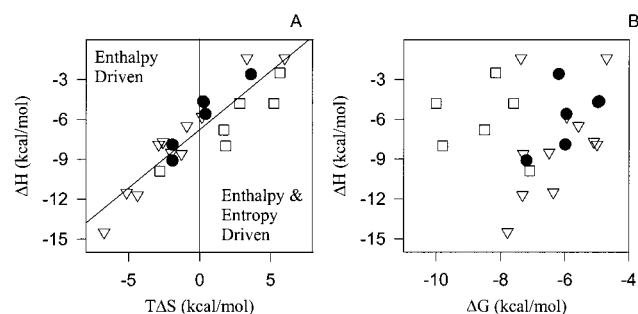 A
B
Enthalpy
Driven
Enthalpy &
Entropy
Driven
ΔH (kcal/mol)
-3
-6
-9
-12
-15
-5
0
5
TΔS (kcal/mol)
ΔH (kcal/mol)
-3
-6
-9
-12
-15
-10
-8
-6
-4
ΔG (kcal/mol)